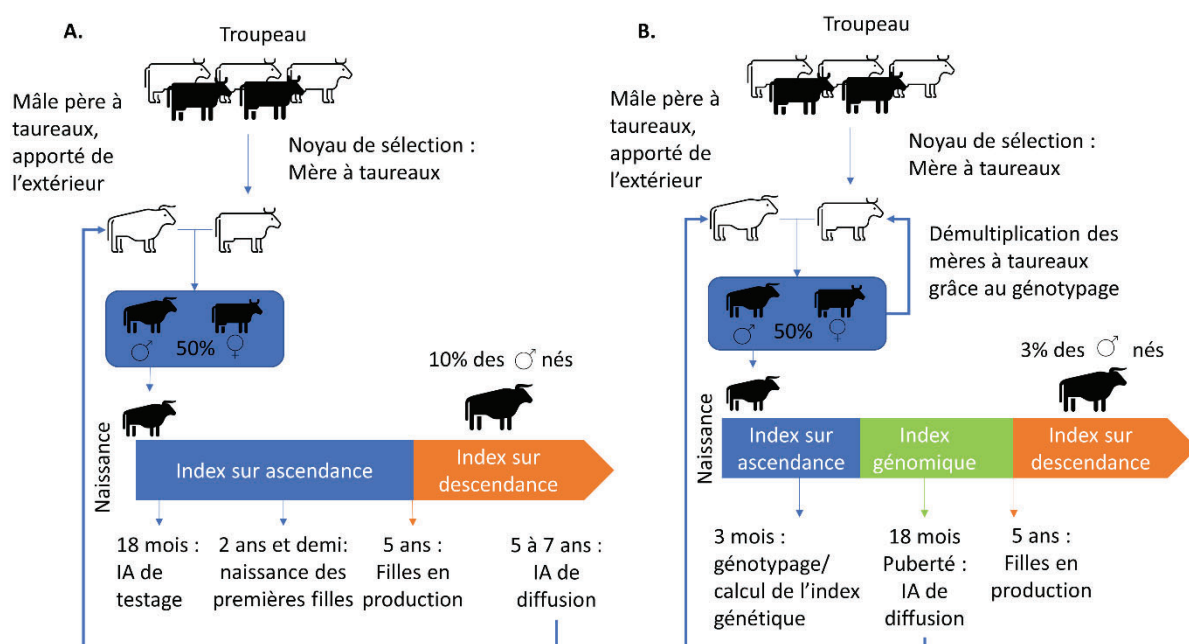 A.
Troupeau
Mâle père à
taureaux,
apporté de
l'extérieur
Noyau de sélection :
Mère à taureaux
♂ 50% ♀
10% des ♂ nés
Naissance
Index sur ascendance
Index sur
descendance
18 mois :
IA de
testage
2 ans et demi:
naissance des
premières filles
5 ans :
Filles en
production
5 à 7 ans :
IA de
diffusion
B.
Troupeau
Mâle père à
taureaux,
apporté de
l'extérieur
Noyau de sélection :
Mère à taureaux
Démultiplication des
mères à taureaux
grâce au génotypage
♂ 50% ♀
3% des ♂ nés
Naissance
Index sur
ascendance
Index
génomique
Index sur
descendance
3 mois :
génotypage/
calcul de l'index
génétique
18 mois
Puberté :
IA de
diffusion
5 ans :
Filles en
production